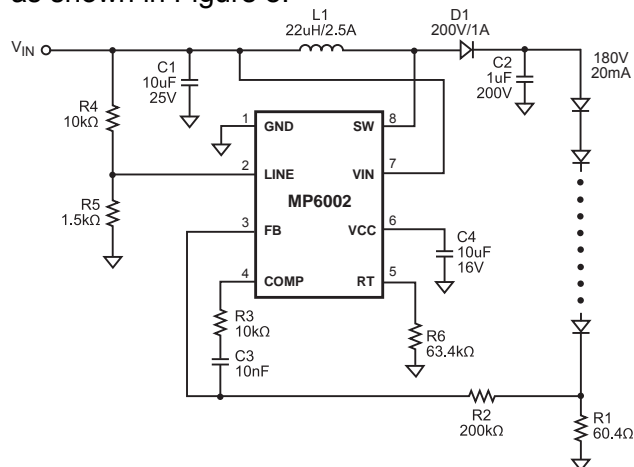 as shown in Figure 3.
L1
22uH/2.5A
D1
200V/1A
VIN
C1
10uF
25V
C2
1uF
200V
180V
20mA
R4
10kΩ
1
GND
SW
8
2
LINE
VIN
7
MP6002
R5
1.5kΩ
3
FB
VCC
6
C4
10uF
16V
4
COMP
RT
5
R3
10kΩ
C3
10nF
R6
63.4kΩ
R2
200kΩ
R1
60.4Ω